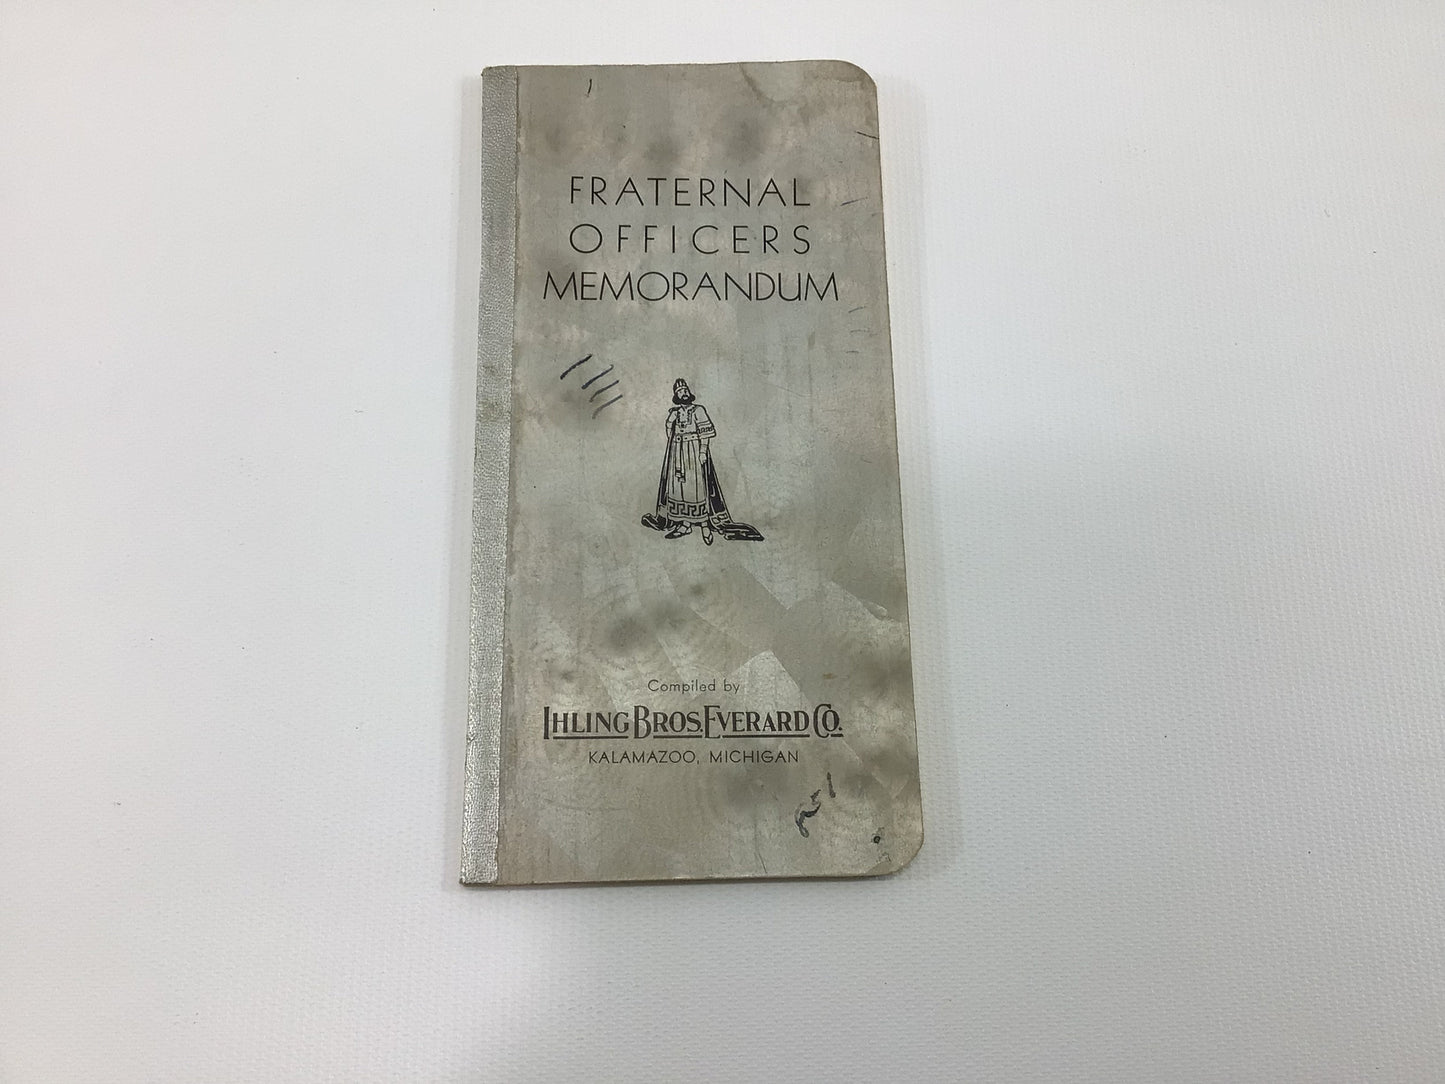 FRATERNAL
OFFICERS
MEMORANDUM
Compiled by
IHLING BROS. EVERARD CO.
KALAMAZOO, MICHIGAN